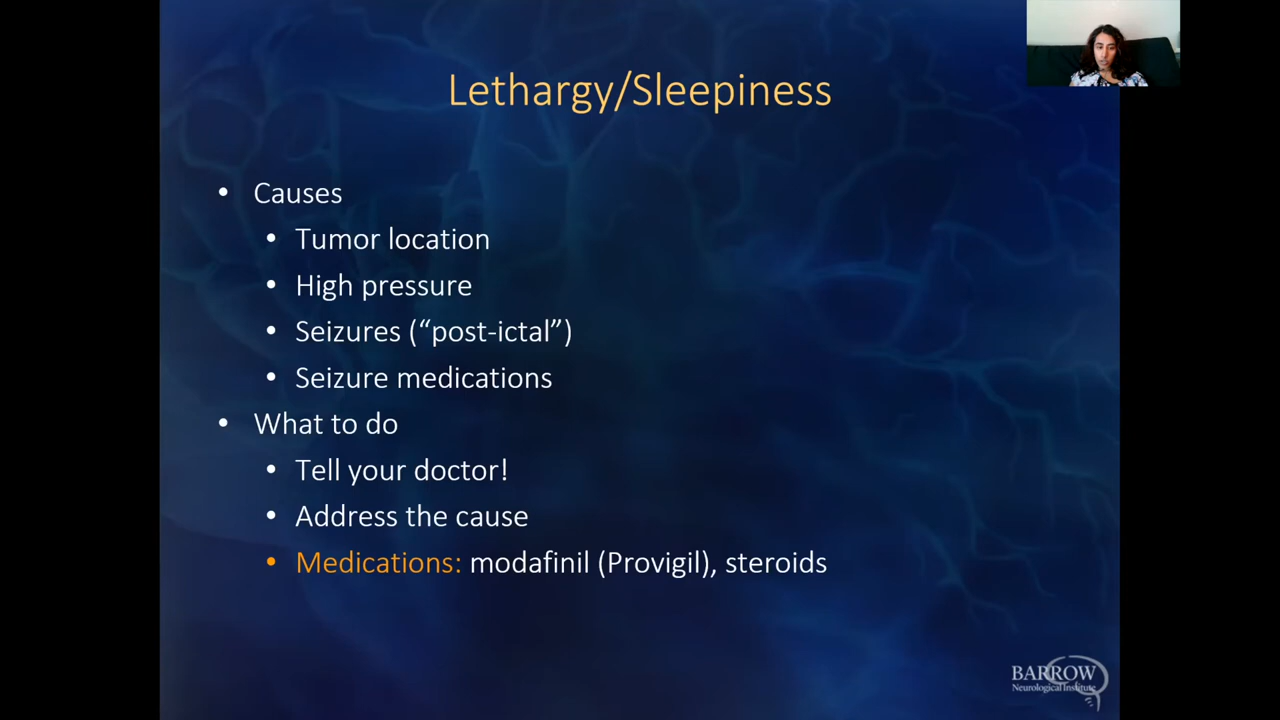 Lethargy/Sleepiness
• Causes
• Tumor location
• High pressure
• Seizures (“post-ictal”)
• Seizure medications
• What to do
• Tell your doctor!
• Address the cause
• Medications: modafinil (Provigil), steroids
BARROW
Neurological Institute